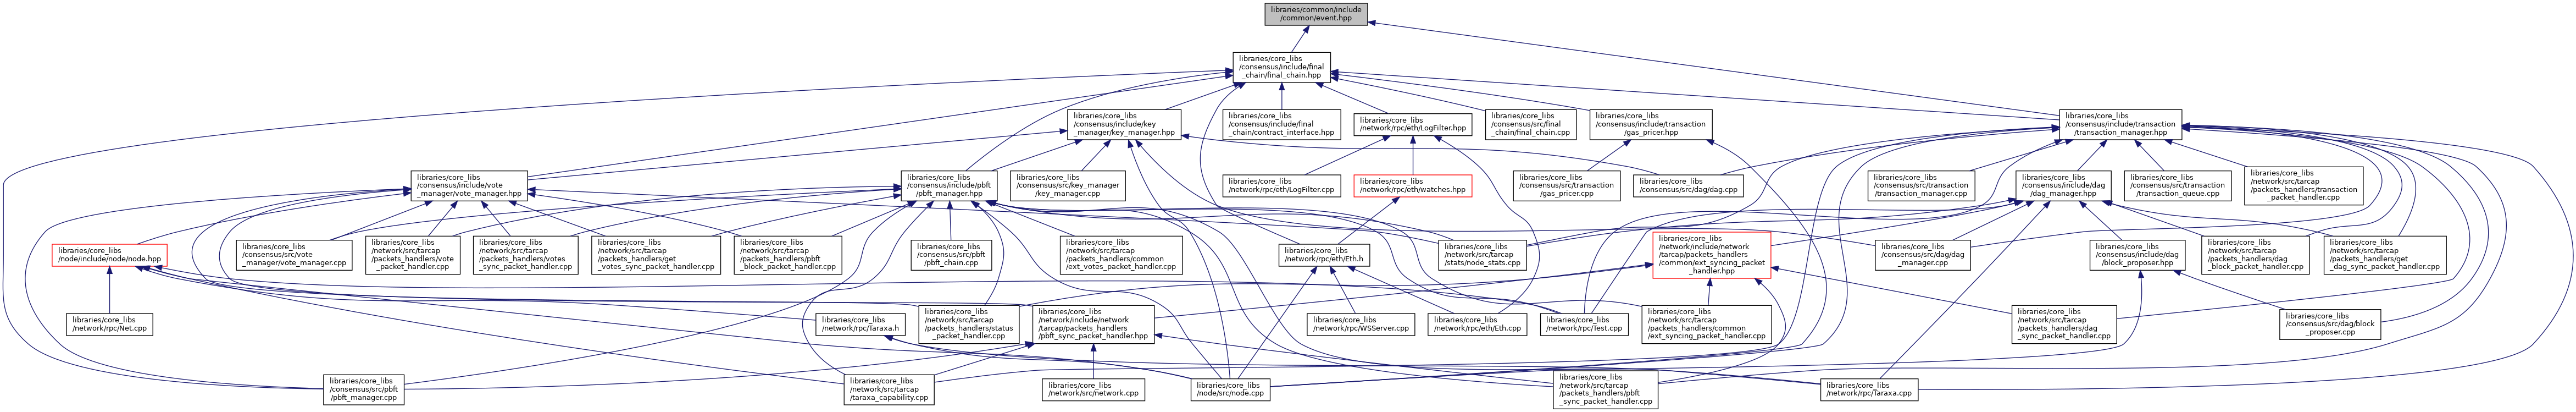 libraries/common/include
/common/event.hpp
libraries/core_libs
/consensus/include/final
_chain/final_chain.hpp
libraries/core_libs
/consensus/include/key
_manager/key_manager.hpp
libraries/core_libs
/consensus/include/final
_chain/contract_interface.hpp
libraries/core_libs
/network/rpc/eth/LogFilter.hpp
libraries/core_libs
/consensus/src/final
_chain/final_chain.cpp
libraries/core_libs
/consensus/include/transaction
/gas_pricer.hpp
libraries/core_libs
/consensus/include/transaction
/transaction_manager.hpp
libraries/core_libs
/consensus/include/vote
_manager/vote_manager.hpp
libraries/core_libs
/consensus/include/pbft
/pbft_manager.hpp
libraries/core_libs
/consensus/src/key_manager
/key_manager.cpp
libraries/core_libs
/network/rpc/eth/LogFilter.cpp
libraries/core_libs
/network/rpc/eth/watches.hpp
libraries/core_libs
/consensus/src/transaction
/gas_pricer.cpp
libraries/core_libs
/consensus/src/dag/dag.cpp
libraries/core_libs
/consensus/src/transaction
/transaction_manager.cpp
libraries/core_libs
/consensus/include/dag
/dag_manager.hpp
libraries/core_libs
/consensus/src/transaction
/transaction_queue.cpp
libraries/core_libs
/network/src/tarcap
/packets_handlers/transaction
_packet_handler.cpp
libraries/core_libs
/node/include/node/node.hpp
libraries/core_libs
/consensus/src/vote
_manager/vote_manager.cpp
libraries/core_libs
/network/src/tarcap
/packets_handlers/vote
_packet_handler.cpp
libraries/core_libs
/network/src/tarcap
/packets_handlers/votes
_sync_packet_handler.cpp
libraries/core_libs
/network/src/tarcap
/packets_handlers/get
_votes_sync_packet_handler.cpp
libraries/core_libs
/network/src/tarcap
/packets_handlers/pbft
_block_packet_handler.cpp
libraries/core_libs
/consensus/src/pbft
/pbft_chain.cpp
libraries/core_libs
/network/src/tarcap
/packets_handlers/common
/ext_votes_packet_handler.cpp
libraries/core_libs
/network/rpc/eth/Eth.h
libraries/core_libs
/network/src/tarcap
/stats/node_stats.cpp
libraries/core_libs
/network/include/network
/tarcap/packets_handlers
/common/ext_syncing_packet
_handler.hpp
libraries/core_libs
/consensus/src/dag/dag
_manager.cpp
libraries/core_libs
/consensus/include/dag
/block_proposer.hpp
libraries/core_libs
/network/src/tarcap
/packets_handlers/dag
_block_packet_handler.cpp
libraries/core_libs
/network/src/tarcap
/packets_handlers/get
_dag_sync_packet_handler.cpp
libraries/core_libs
/network/rpc/Net.cpp
libraries/core_libs
/network/rpc/Taraxa.h
libraries/core_libs
/network/src/tarcap
/packets_handlers/status
_packet_handler.cpp
libraries/core_libs
/network/include/network
/tarcap/packets_handlers
/pbft_sync_packet_handler.hpp
libraries/core_libs
/network/rpc/WSServer.cpp
libraries/core_libs
/network/rpc/eth/Eth.cpp
libraries/core_libs
/network/rpc/Test.cpp
libraries/core_libs
/network/src/tarcap
/packets_handlers/common
/ext_syncing_packet_handler.cpp
libraries/core_libs
/network/src/tarcap
/packets_handlers/dag
_sync_packet_handler.cpp
libraries/core_libs
/consensus/src/dag/block
_proposer.cpp
libraries/core_libs
/consensus/src/pbft
/pbft_manager.cpp
libraries/core_libs
/network/src/tarcap
/taraxa_capability.cpp
libraries/core_libs
/network/src/network.cpp
libraries/core_libs
/node/src/node.cpp
libraries/core_libs
/network/src/tarcap
/packets_handlers/pbft
_sync_packet_handler.cpp
libraries/core_libs
/network/rpc/Taraxa.cpp